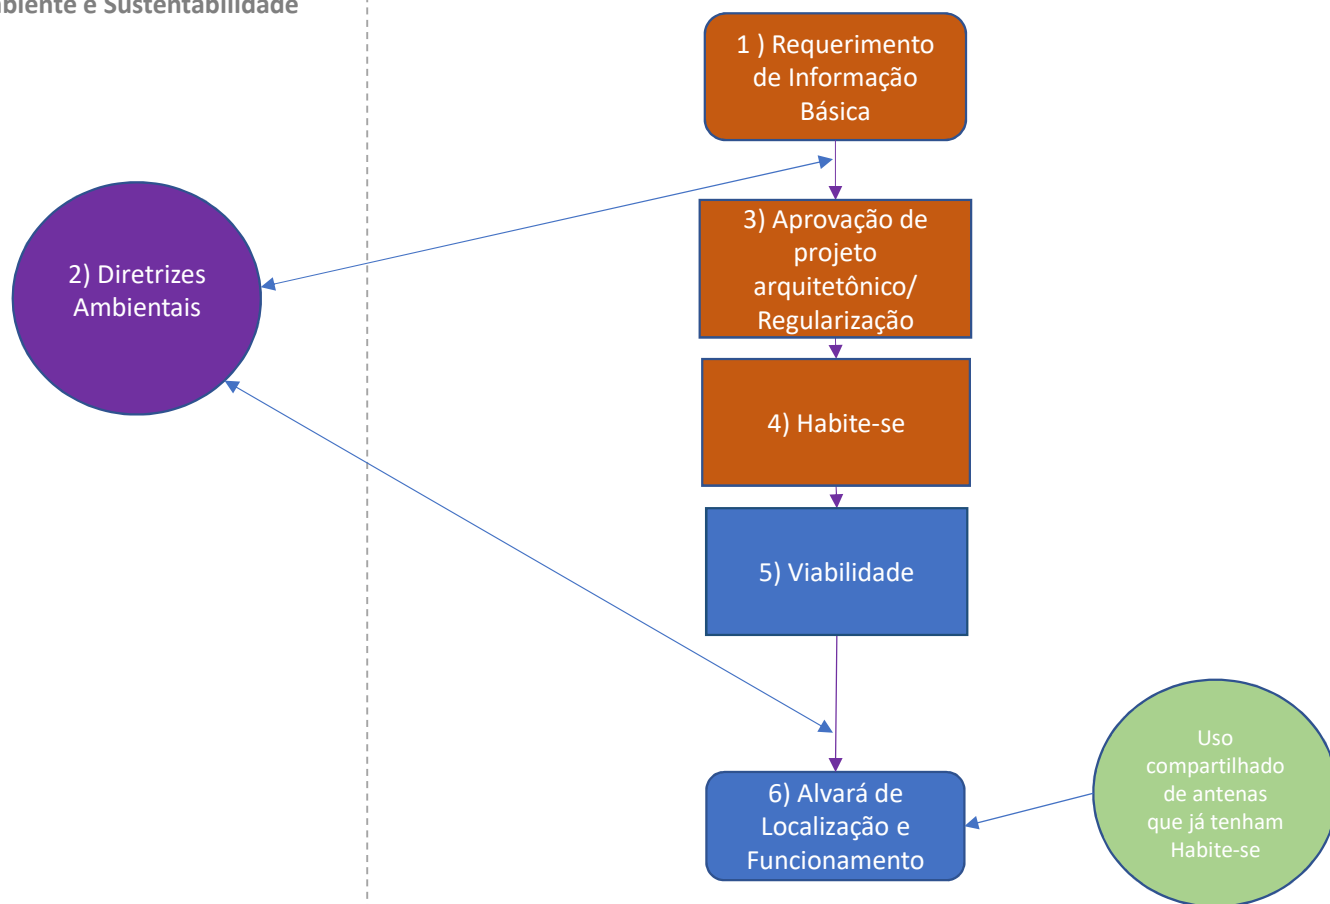 e Sustentabilidade
1 ) Requerimento
de Informação
Básica
2) Diretrizes
Ambientais
3) Aprovação de
projeto
arquitetônico/
Regularização
4) Habite-se
5) Viabilidade
6) Alvará de
Localização e
Funcionamento
Uso
compartilhado
de antenas
que já tenham
Habite-se